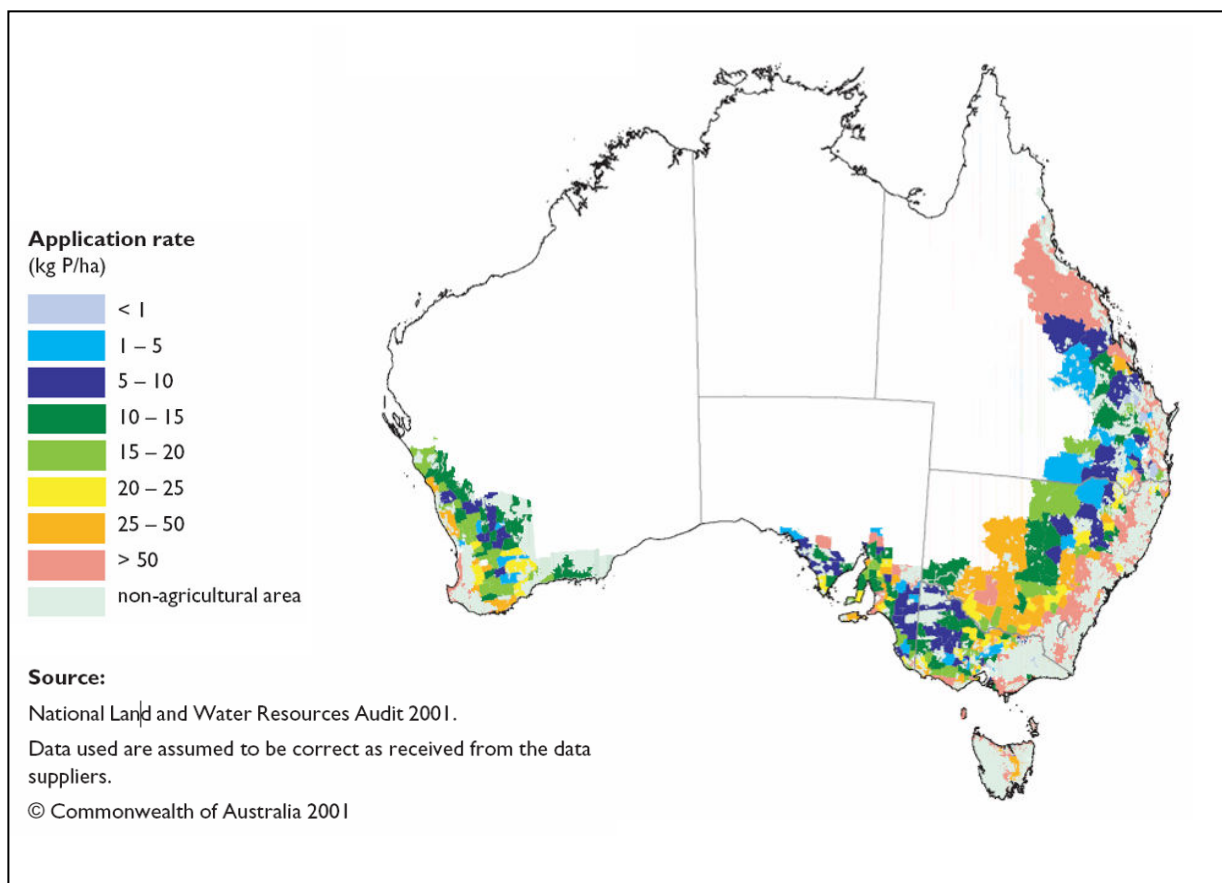 Application rate
(kg P/ha)
< 1
1 – 5
5 – 10
10 – 15
15 – 20
20 – 25
25 – 50
> 50
non-agricultural area
Source:
National Land and Water Resources Audit 2001.
Data used are assumed to be correct as received from the data
suppliers.
© Commonwealth of Australia 2001